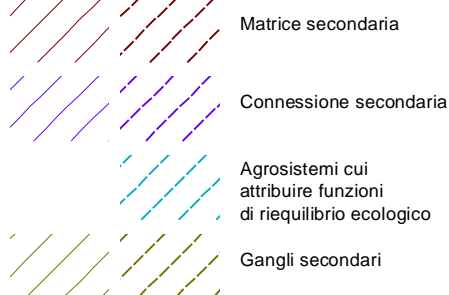 Matrice secondaria
Connessione secondaria
Agrosistemi cui
attribuire funzioni
di riequilibrio ecologico
Gangli secondari